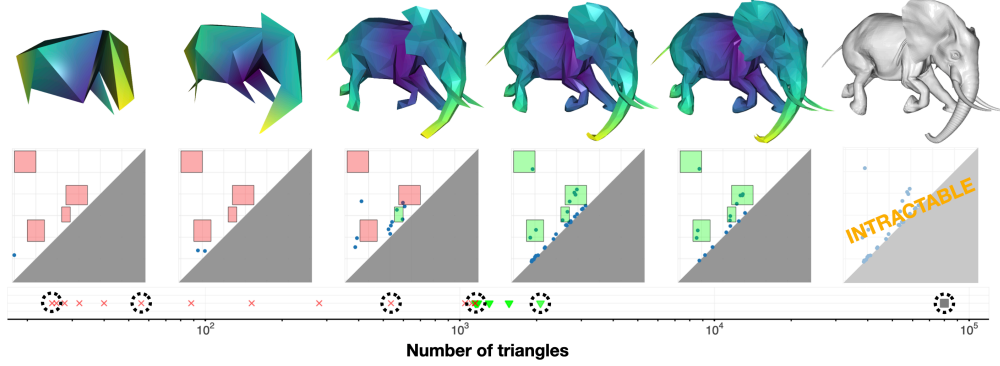 INTRACTABLE
10²
10³
10⁴
10⁵
Number of triangles